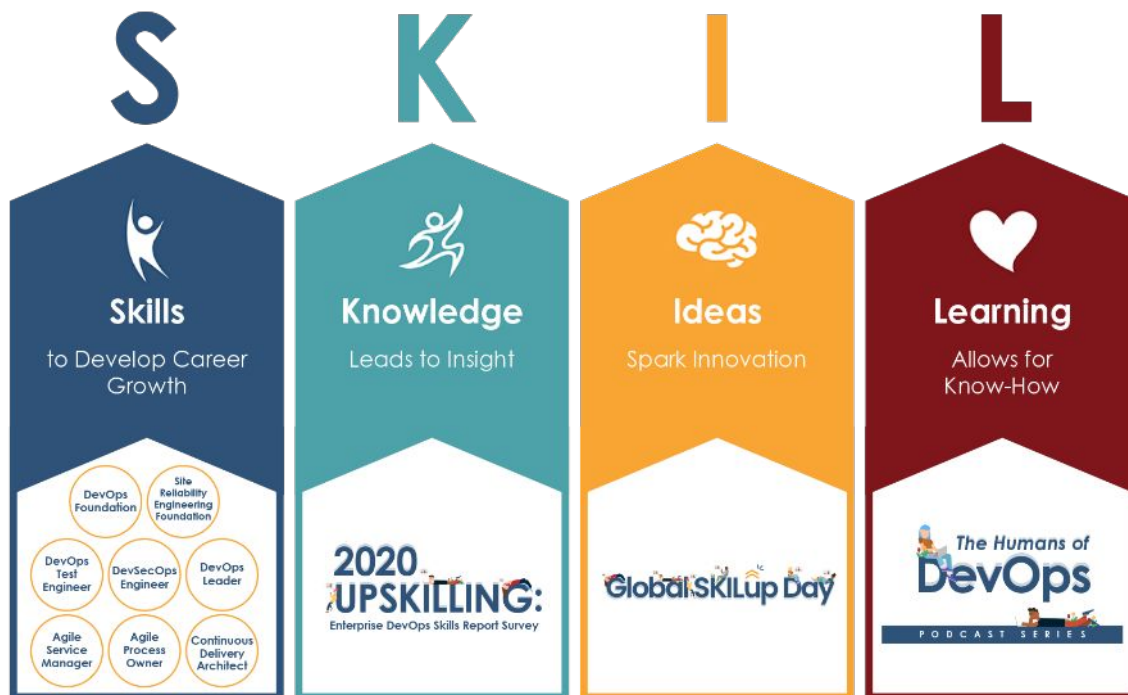 S
K
I
L
Skills
to Develop Career
Growth
Knowledge
Leads to Insight
Ideas
Spark Innovation
Learning
Allows for
Know-How
DevOps
Foundation
Site
Reliability
Engineering
Foundation
DevOps
Test
Engineer
DevSecOps
Engineer
DevOps
Leader
Agile
Service
Manager
Agile
Process
Owner
Continuous
Delivery
Architect
2020
UPSKILLING:
Enterprise DevOps Skills Report Survey
Global SKILup Day
The Humans of
DevOps
PODCAST SERIES